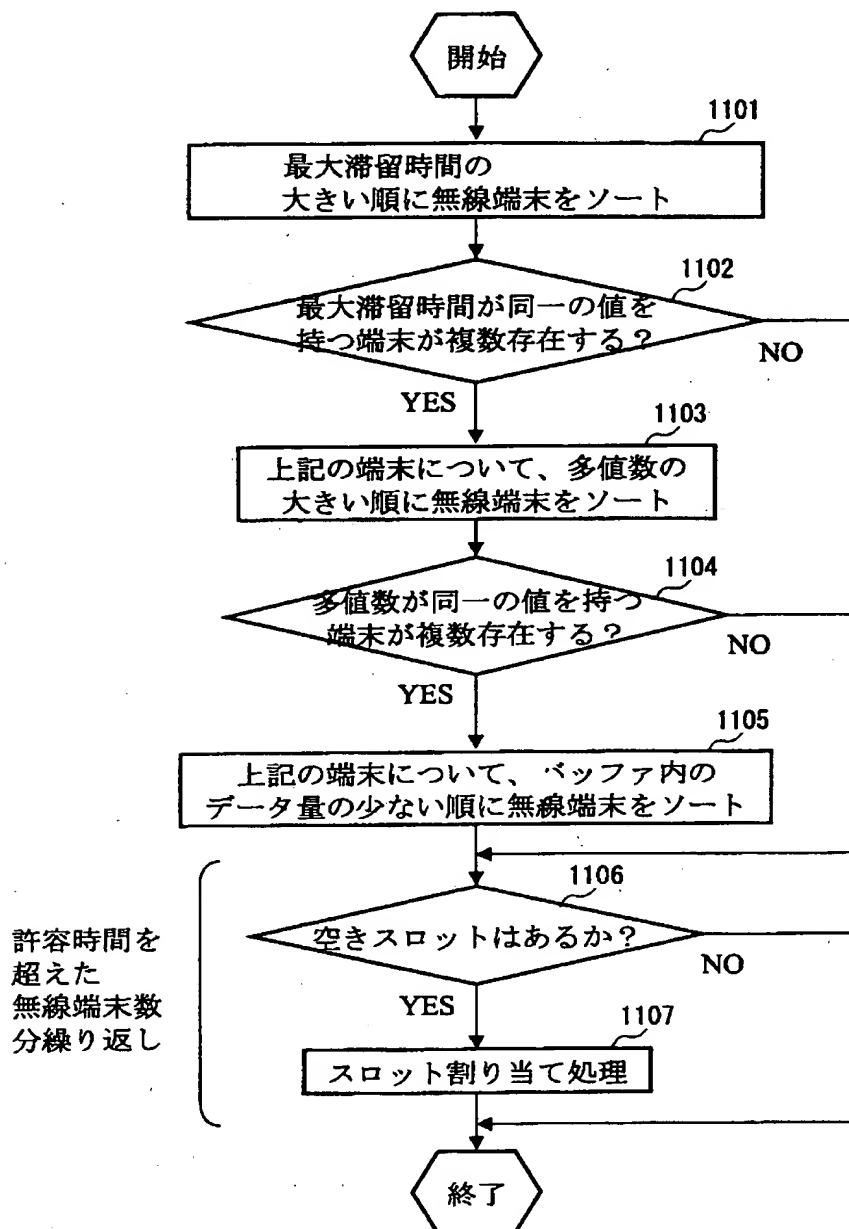 開始
1101
最大滞留時間の
大きい順に無線端末をソート
1102
最大滞留時間が同一の値を
持つ端末が複数存在する？
NO
YES
1103
上記の端末について、多値数の
大きい順に無線端末をソート
1104
多値数が同一の値を持つ
端末が複数存在する？
NO
YES
1105
上記の端末について、バッファ内の
データ量の少ない順に無線端末をソート
1106
空きスロットはあるか？
NO
YES
許容時間を
超えた
無線端末数
分繰り返し
1107
スロット割り当て処理
終了